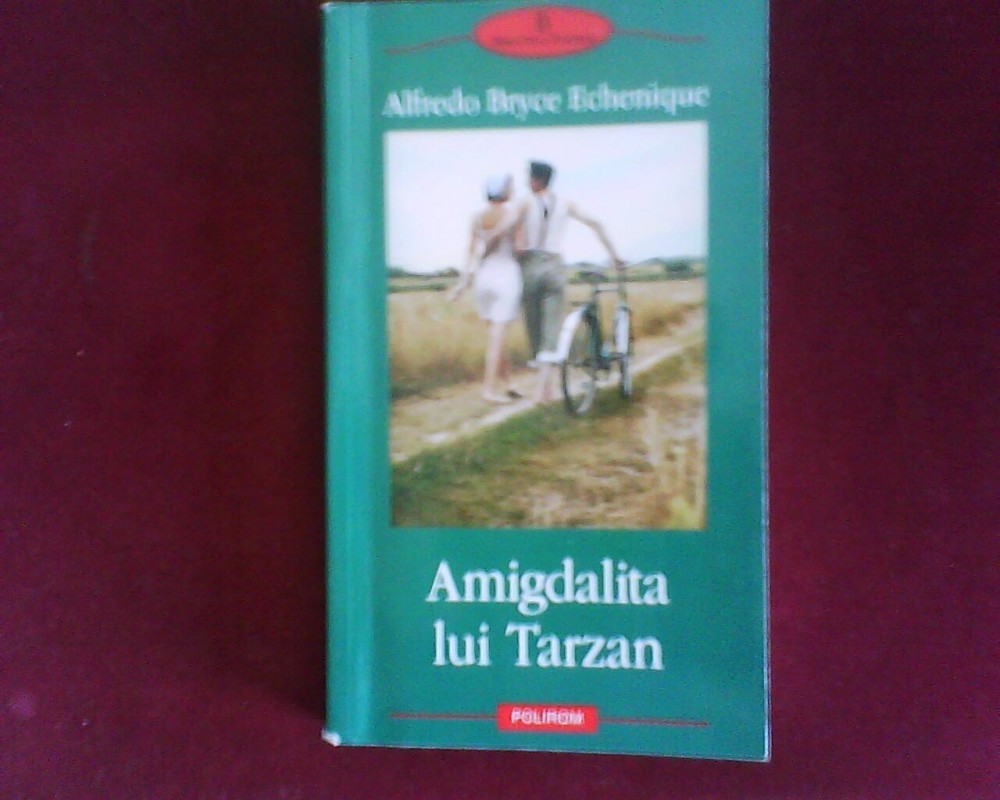 Alfredo Bryce Echenique
Amigdalita
lui Tarzan
POLIROM